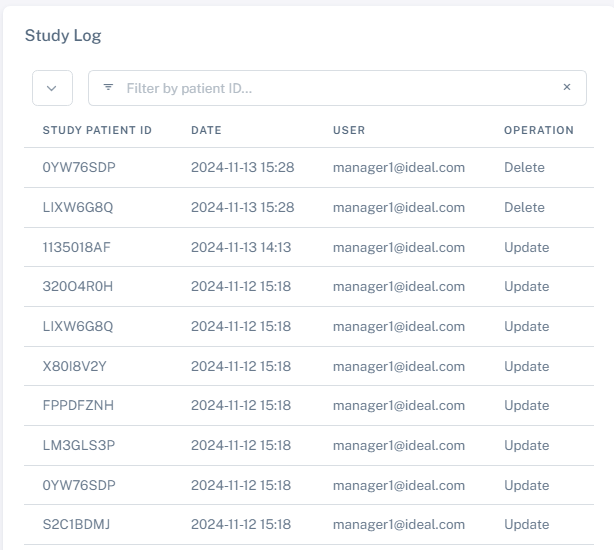 Study Log
Filter by patient ID...
STUDY PATIENT ID DATE USER OPERATION
0YW76SDP 2024-11-13 15:28 manager1@ideal.com Delete
LIXW6G8Q 2024-11-13 15:28 manager1@ideal.com Delete
1135018AF 2024-11-13 14:13 manager1@ideal.com Update
320O4R0H 2024-11-12 15:18 manager1@ideal.com Update
LIXW6G8Q 2024-11-12 15:18 manager1@ideal.com Update
X80I8V2Y 2024-11-12 15:18 manager1@ideal.com Update
FPPDFZNH 2024-11-12 15:18 manager1@ideal.com Update
LM3GLS3P 2024-11-12 15:18 manager1@ideal.com Update
0YW76SDP 2024-11-12 15:18 manager1@ideal.com Update
S2C1BDMJ 2024-11-12 15:18 manager1@ideal.com Update